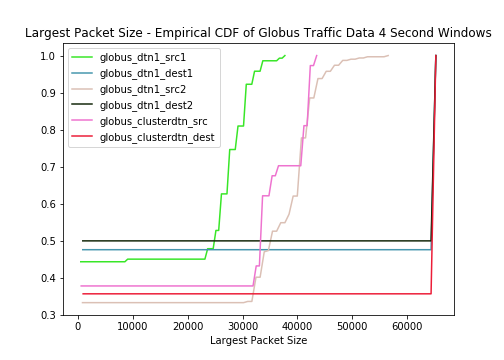 Largest Packet Size - Empirical CDF of Globus Traffic Data 4 Second Windows
globus_dtn1_src1
globus_dtn1_dest1
globus_dtn1_src2
globus_dtn1_dest2
globus_clusterdtn_src
globus_clusterdtn_dest
1.0
0.9
0.8
0.7
0.6
0.5
0.4
0.3
0 10000 20000 30000 40000 50000 60000
Largest Packet Size